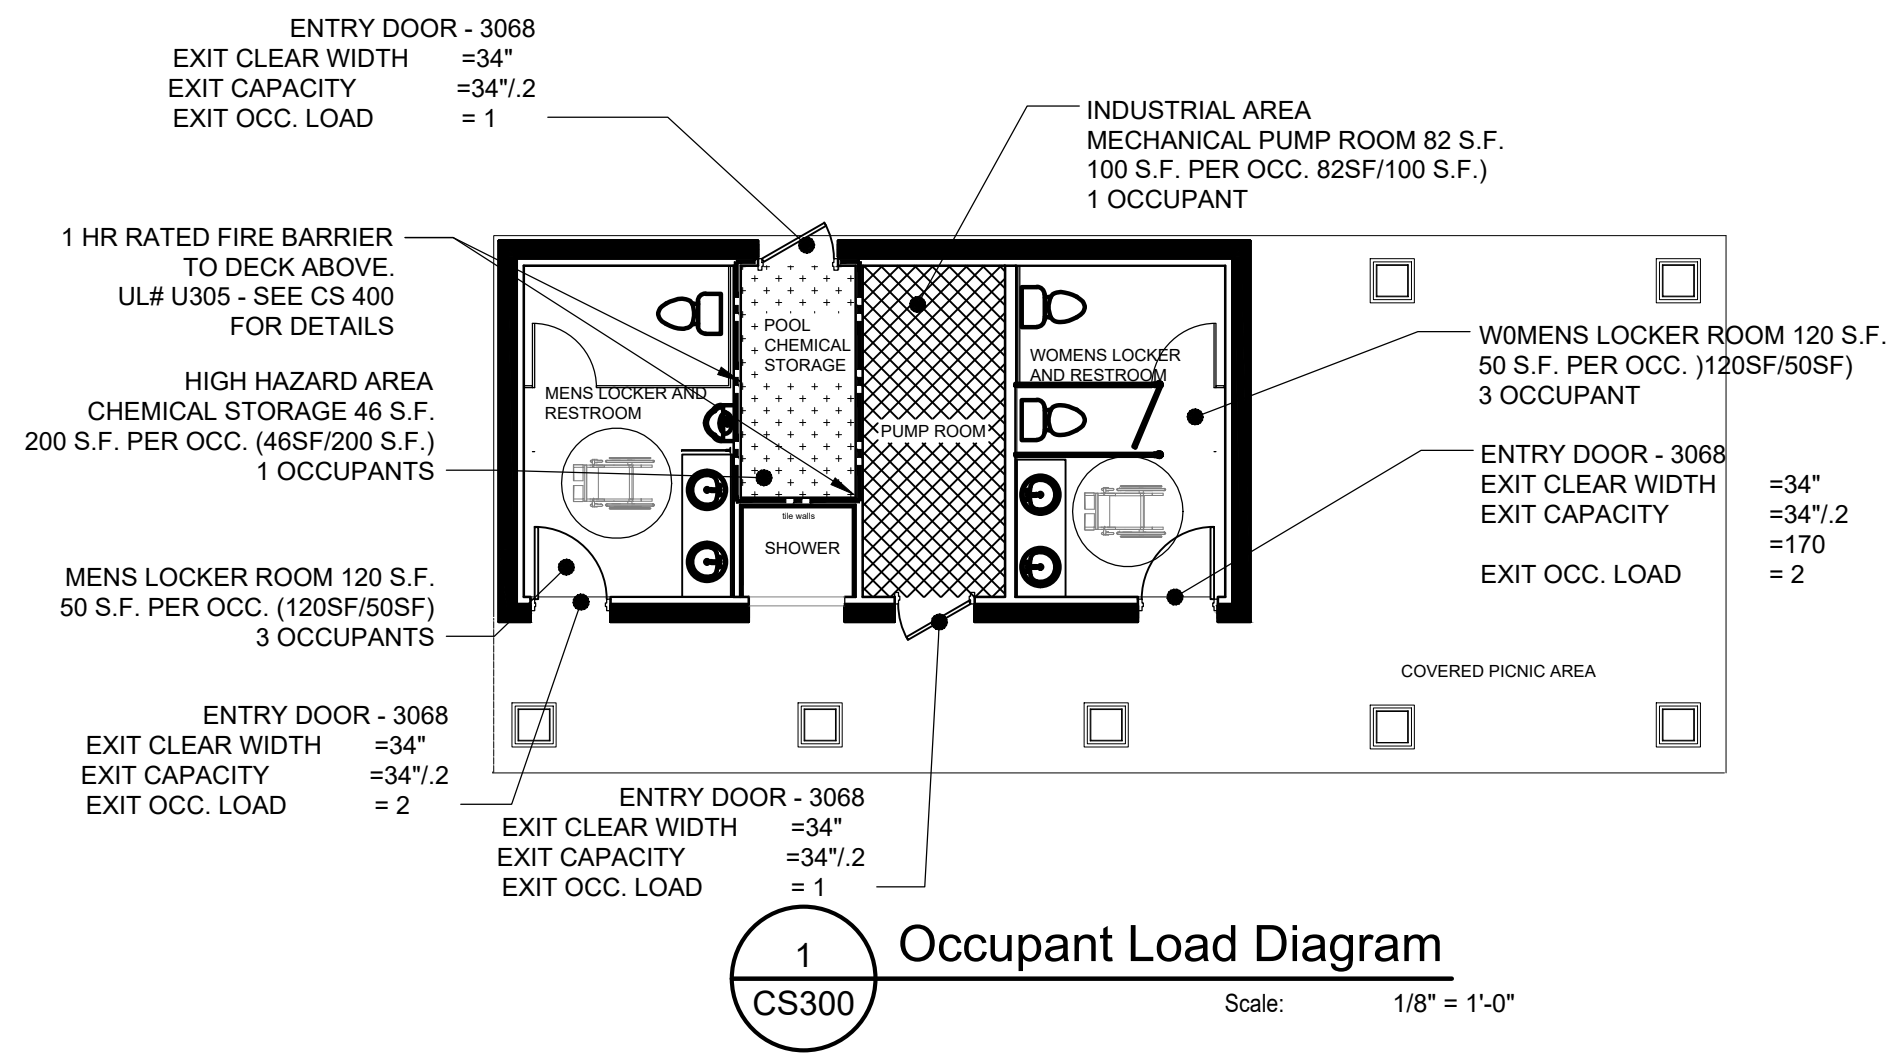 ENTRY DOOR - 3068
EXIT CLEAR WIDTH =34"
EXIT CAPACITY =34"/.2
EXIT OCC. LOAD = 1
INDUSTRIAL AREA
MECHANICAL PUMP ROOM 82 S.F.
100 S.F. PER OCC. 82SF/100 S.F.)
1 OCCUPANT
1 HR RATED FIRE BARRIER
TO DECK ABOVE.
UL# U305 - SEE CS 400
FOR DETAILS
HIGH HAZARD AREA
CHEMICAL STORAGE 46 S.F.
200 S.F. PER OCC. (46SF/200 S.F.)
1 OCCUPANTS
MENS LOCKER ROOM 120 S.F.
50 S.F. PER OCC. (120SF/50SF)
3 OCCUPANTS
POOL
CHEMICAL
STORAGE
MENS LOCKER AND
RESTROOM
PUMP ROOM
WOMENS LOCKER
AND RESTROOM
tile walls
SHOWER
W0MENS LOCKER ROOM 120 S.F.
50 S.F. PER OCC. )120SF/50SF)
3 OCCUPANT
ENTRY DOOR - 3068
EXIT CLEAR WIDTH =34"
EXIT CAPACITY =34"/.2
=170
EXIT OCC. LOAD = 2
COVERED PICNIC AREA
ENTRY DOOR - 3068
EXIT CLEAR WIDTH =34"
EXIT CAPACITY =34"/.2
EXIT OCC. LOAD = 2
ENTRY DOOR - 3068
EXIT CLEAR WIDTH =34"
EXIT CAPACITY =34"/.2
EXIT OCC. LOAD = 1
1
CS300
Occupant Load Diagram
Scale: 1/8" = 1'-0"